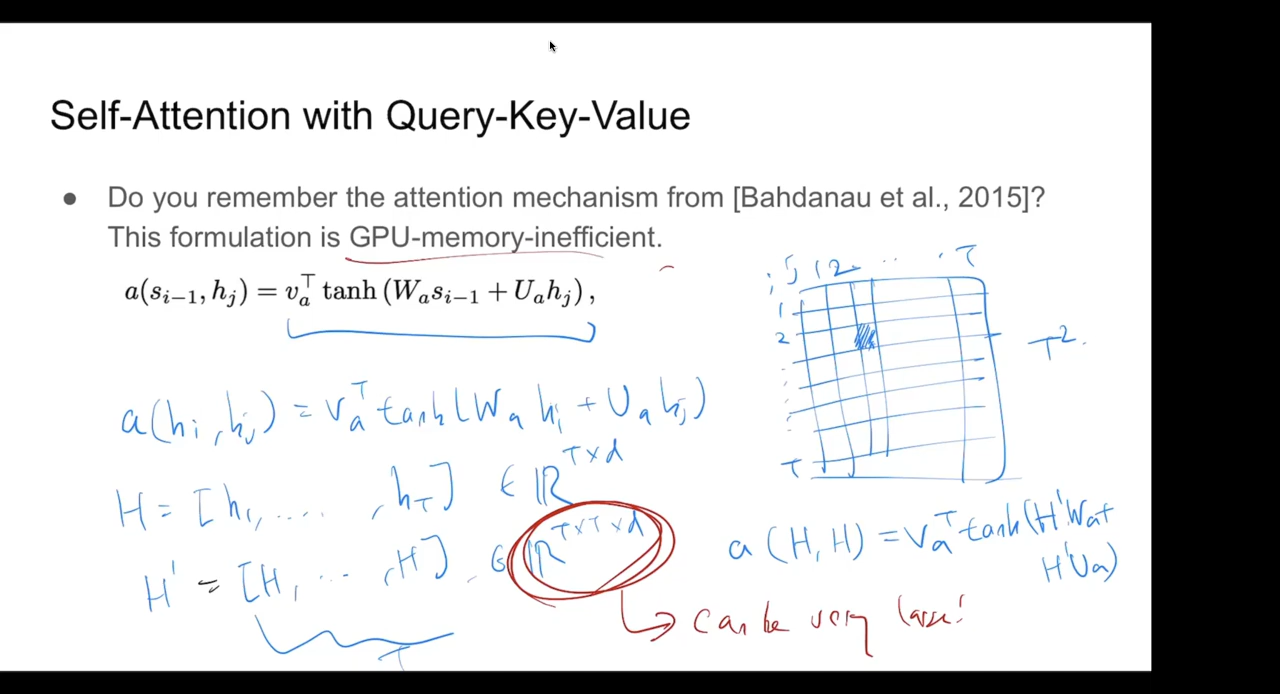 Self-Attention with Query-Key-Value
● Do you remember the attention mechanism from [Bahdanau et al., 2015]?
This formulation is GPU-memory-inefficient.
a(s_{i−1}, h_j) = v_a^⊤ tanh (W_a s_{i−1} + U_a h_j) ,
a(h_i, h_j) = v_a^T tanh(W_a h_i + U_a h_j)
H = [h_1, ...., h_T] ∈ ℝ^{T×d}
H' = [H, ..., H] ∈ ℝ^{T×T×d}
T
can be very large!
i j 1 2 ... T
1
2
T
T^2.
a(H, H) = v_a^T tanh(H'W_a +
H'U_a)